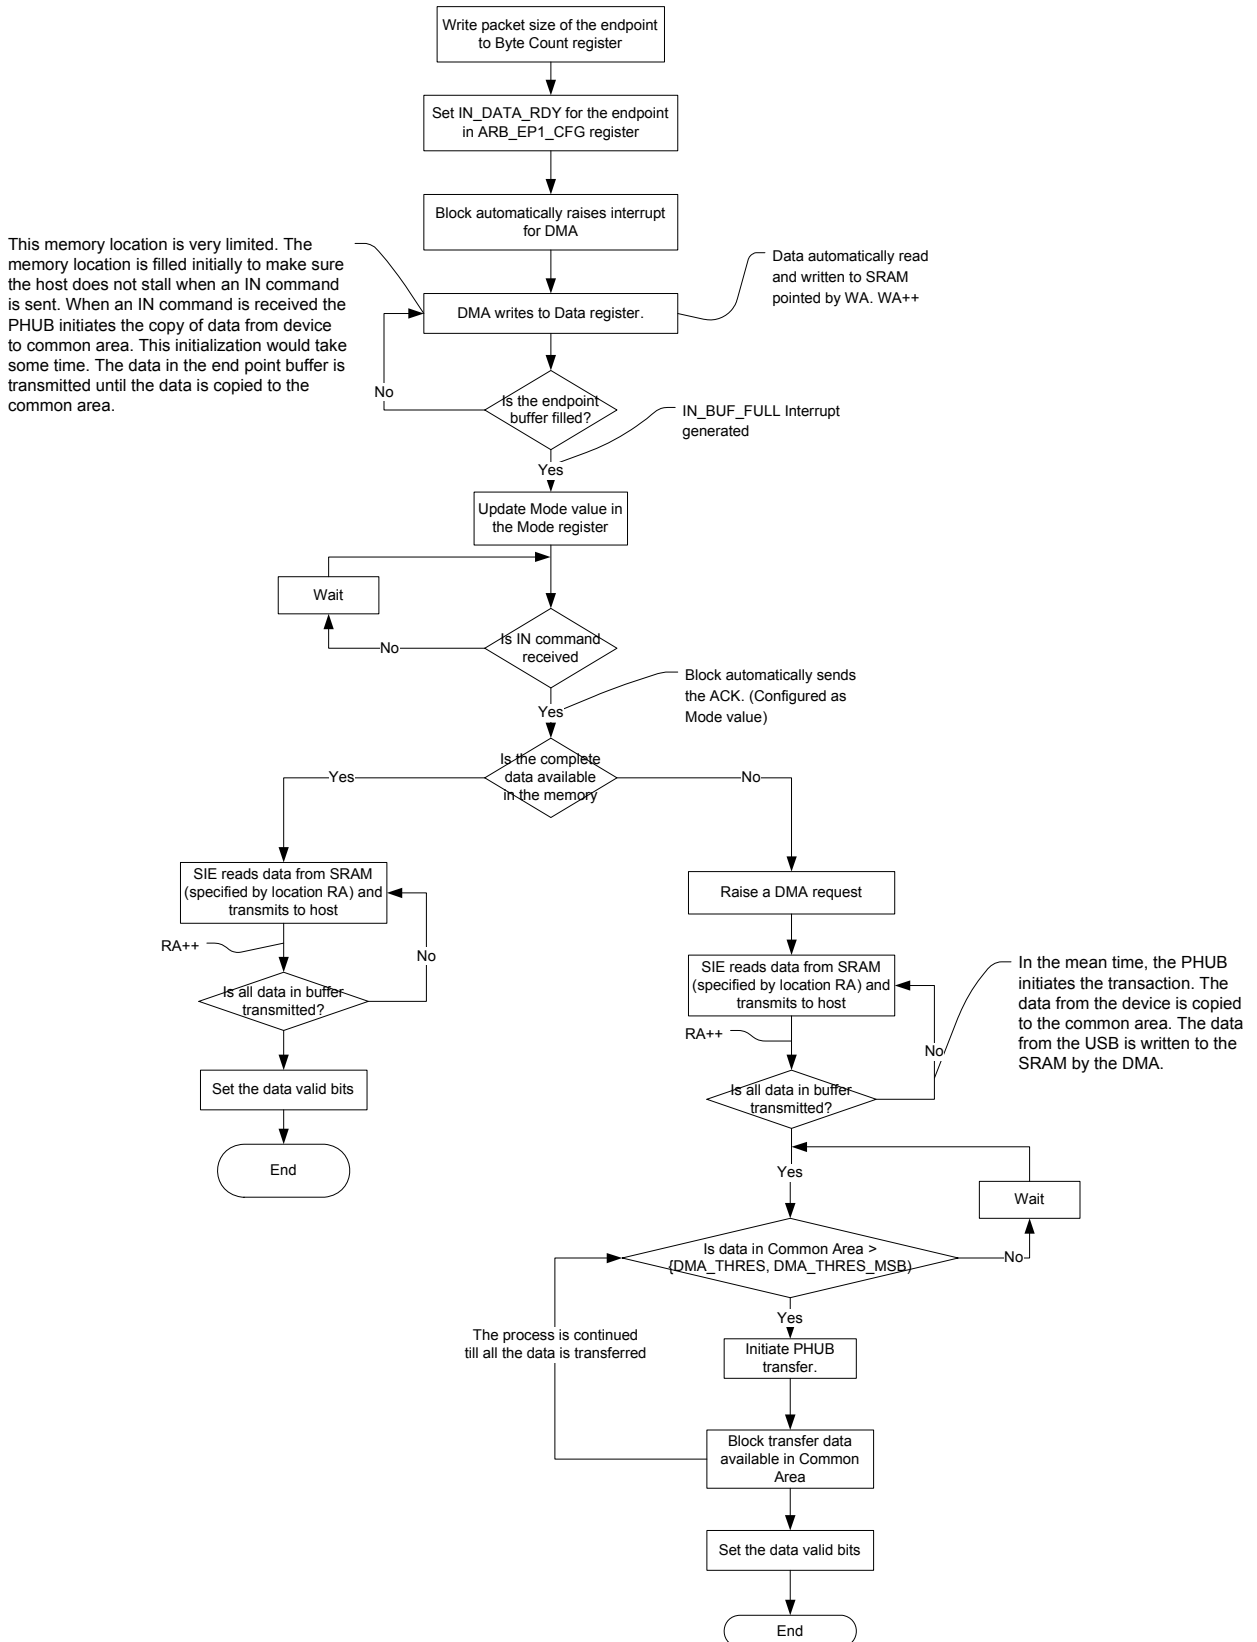 Write packet size of the endpoint
to Byte Count register
Set IN_DATA_RDY for the endpoint
in ARB_EP1_CFG register
Block automatically raises interrupt
for DMA
This memory location is very limited. The
memory location is filled initially to make sure
the host does not stall when an IN command
is sent. When an IN command is received the
PHUB initiates the copy of data from device
to common area. This initialization would take
some time. The data in the end point buffer is
transmitted until the data is copied to the
common area.
Data automatically read
and written to SRAM
pointed by WA. WA++
DMA writes to Data register.
No
Is the endpoint
buffer filled?
IN_BUF_FULL Interrupt
generated
Yes
Update Mode value in
the Mode register
Wait
No
Is IN command
received
Block automatically sends
the ACK. (Configured as
Mode value)
Yes
Is the complete
data available
in the memory
Yes
No
SIE reads data from SRAM
(specified by location RA) and
transmits to host
RA++
No
Is all data in buffer
transmitted?
Set the data valid bits
End
Raise a DMA request
SIE reads data from SRAM
(specified by location RA) and
transmits to host
In the mean time, the PHUB
initiates the transaction. The
data from the device is copied
to the common area. The data
from the USB is written to the
SRAM by the DMA.
RA++
No
Is all data in buffer
transmitted?
Yes
Wait
Is data in Common Area >
{DMA_THRES, DMA_THRES_MSB)
No
Yes
The process is continued
till all the data is transferred
Initiate PHUB
transfer.
Block transfer data
available in Common
Area
Set the data valid bits
End